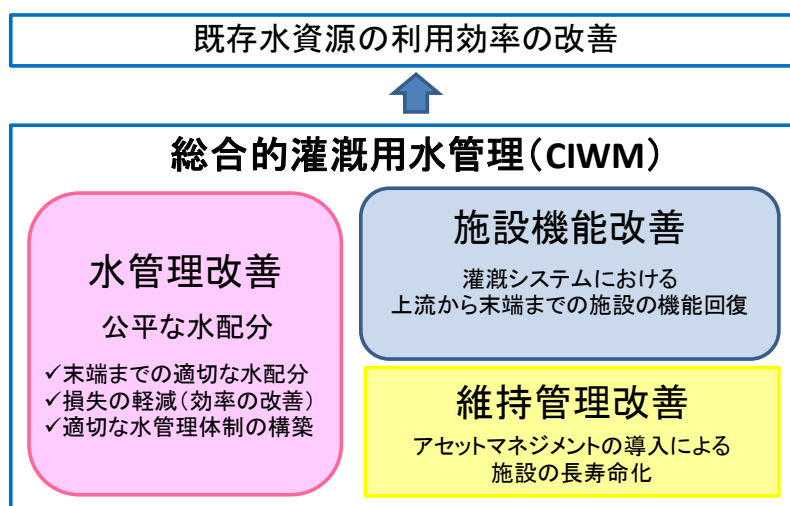 既存水資源の利用効率の改善
総合的灌漑用水管理（CIWM）
水管理改善
公平な水配分
✓末端までの適切な水配分
✓損失の軽減（効率の改善）
✓適切な水管理体制の構築
施設機能改善
灌漑システムにおける
上流から末端までの施設の機能回復
維持管理改善
アセットマネジメントの導入による
施設の長寿命化